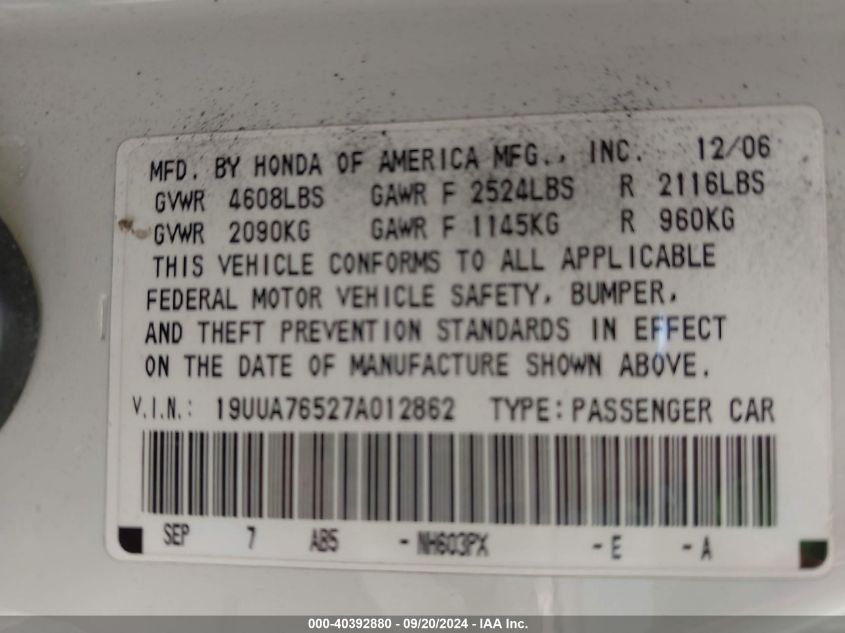 MFD. BY HONDA OF AMERICA MFG., INC. 12/06
GVWR 4608LBS GAWR F 2524LBS R 2116LBS
GVWR 2090KG GAWR F 1145KG R 960KG
THIS VEHICLE CONFORMS TO ALL APPLICABLE
FEDERAL MOTOR VEHICLE SAFETY, BUMPER,
AND THEFT PREVENTION STANDARDS IN EFFECT
ON THE DATE OF MANUFACTURE SHOWN ABOVE.
V.I.N.: 19UUA76527A012862 TYPE: PASSENGER CAR
SEP 7 AB5 - NH603PX - E - A
000-40392880 - 09/20/2024 - IAA Inc.